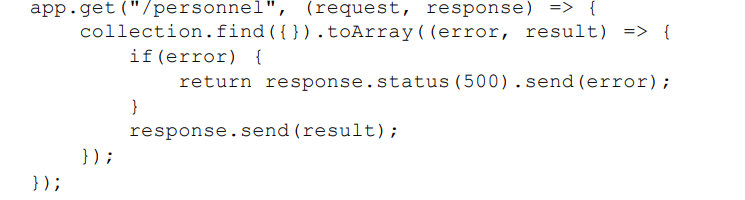 app.get("/personnel", (request, response) => {
    collection.find({}).toArray((error, result) => {
        if(error) {
            return response.status(500).send(error);
        }
        response.send(result);
    });
});